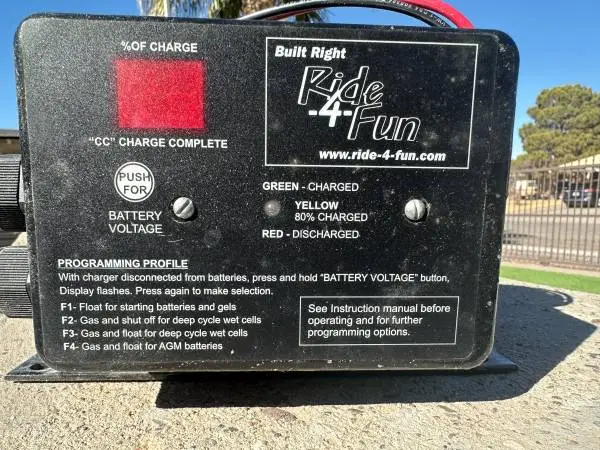 %OF CHARGE
"CC" CHARGE COMPLETE
Built Right
Ride
-4-
Fun
www.ride-4-fun.com
PUSH
FOR
BATTERY
VOLTAGE
GREEN - CHARGED
YELLOW
80% CHARGED
RED - DISCHARGED
PROGRAMMING PROFILE
With charger disconnected from batteries, press and hold "BATTERY VOLTAGE" button,
Display flashes. Press again to make selection.
F1- Float for starting batteries and gels
F2- Gas and shut off for deep cycle wet cells
F3- Gas and float for deep cycle wet cells
F4- Gas and float for AGM batteries
See Instruction manual before
operating and for further
programming options.